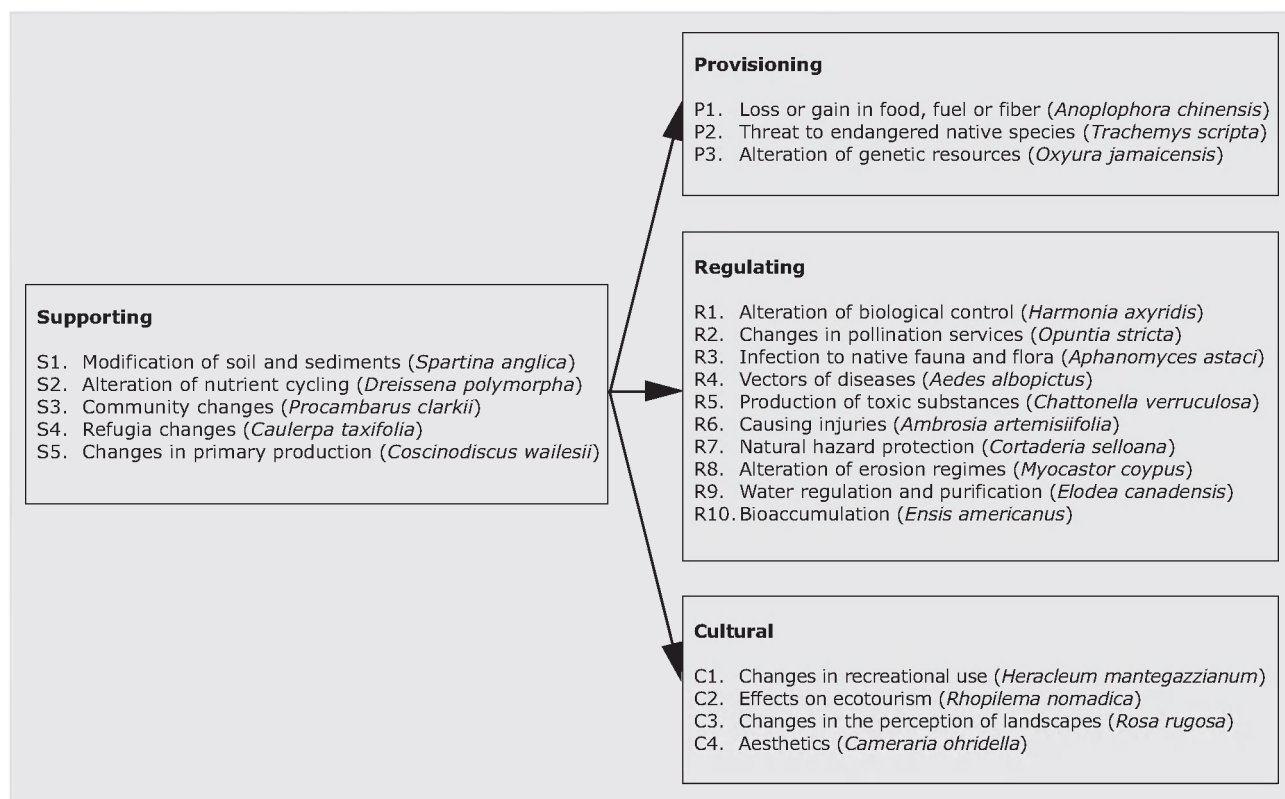 Provisioning
P1. Loss or gain in food, fuel or fiber (Anoplophora chinensis)
P2. Threat to endangered native species (Trachemys scripta)
P3. Alteration of genetic resources (Oxyura jamaicensis)
Supporting
S1. Modification of soil and sediments (Spartina anglica)
S2. Alteration of nutrient cycling (Dreissena polymorpha)
S3. Community changes (Procambarus clarkii)
S4. Refugia changes (Caulerpa taxifolia)
S5. Changes in primary production (Coscinodiscus wailesii)
Regulating
R1. Alteration of biological control (Harmonia axyridis)
R2. Changes in pollination services (Opuntia stricta)
R3. Infection to native fauna and flora (Aphanomyces astaci)
R4. Vectors of diseases (Aedes albopictus)
R5. Production of toxic substances (Chattonella verruculosa)
R6. Causing injuries (Ambrosia artemisiifolia)
R7. Natural hazard protection (Cortaderia selloana)
R8. Alteration of erosion regimes (Myocastor coypus)
R9. Water regulation and purification (Elodea canadensis)
R10. Bioaccumulation (Ensis americanus)
Cultural
C1. Changes in recreational use (Heracleum mantegazzianum)
C2. Effects on ecotourism (Rhopilema nomadica)
C3. Changes in the perception of landscapes (Rosa rugosa)
C4. Aesthetics (Cameraria ohridella)